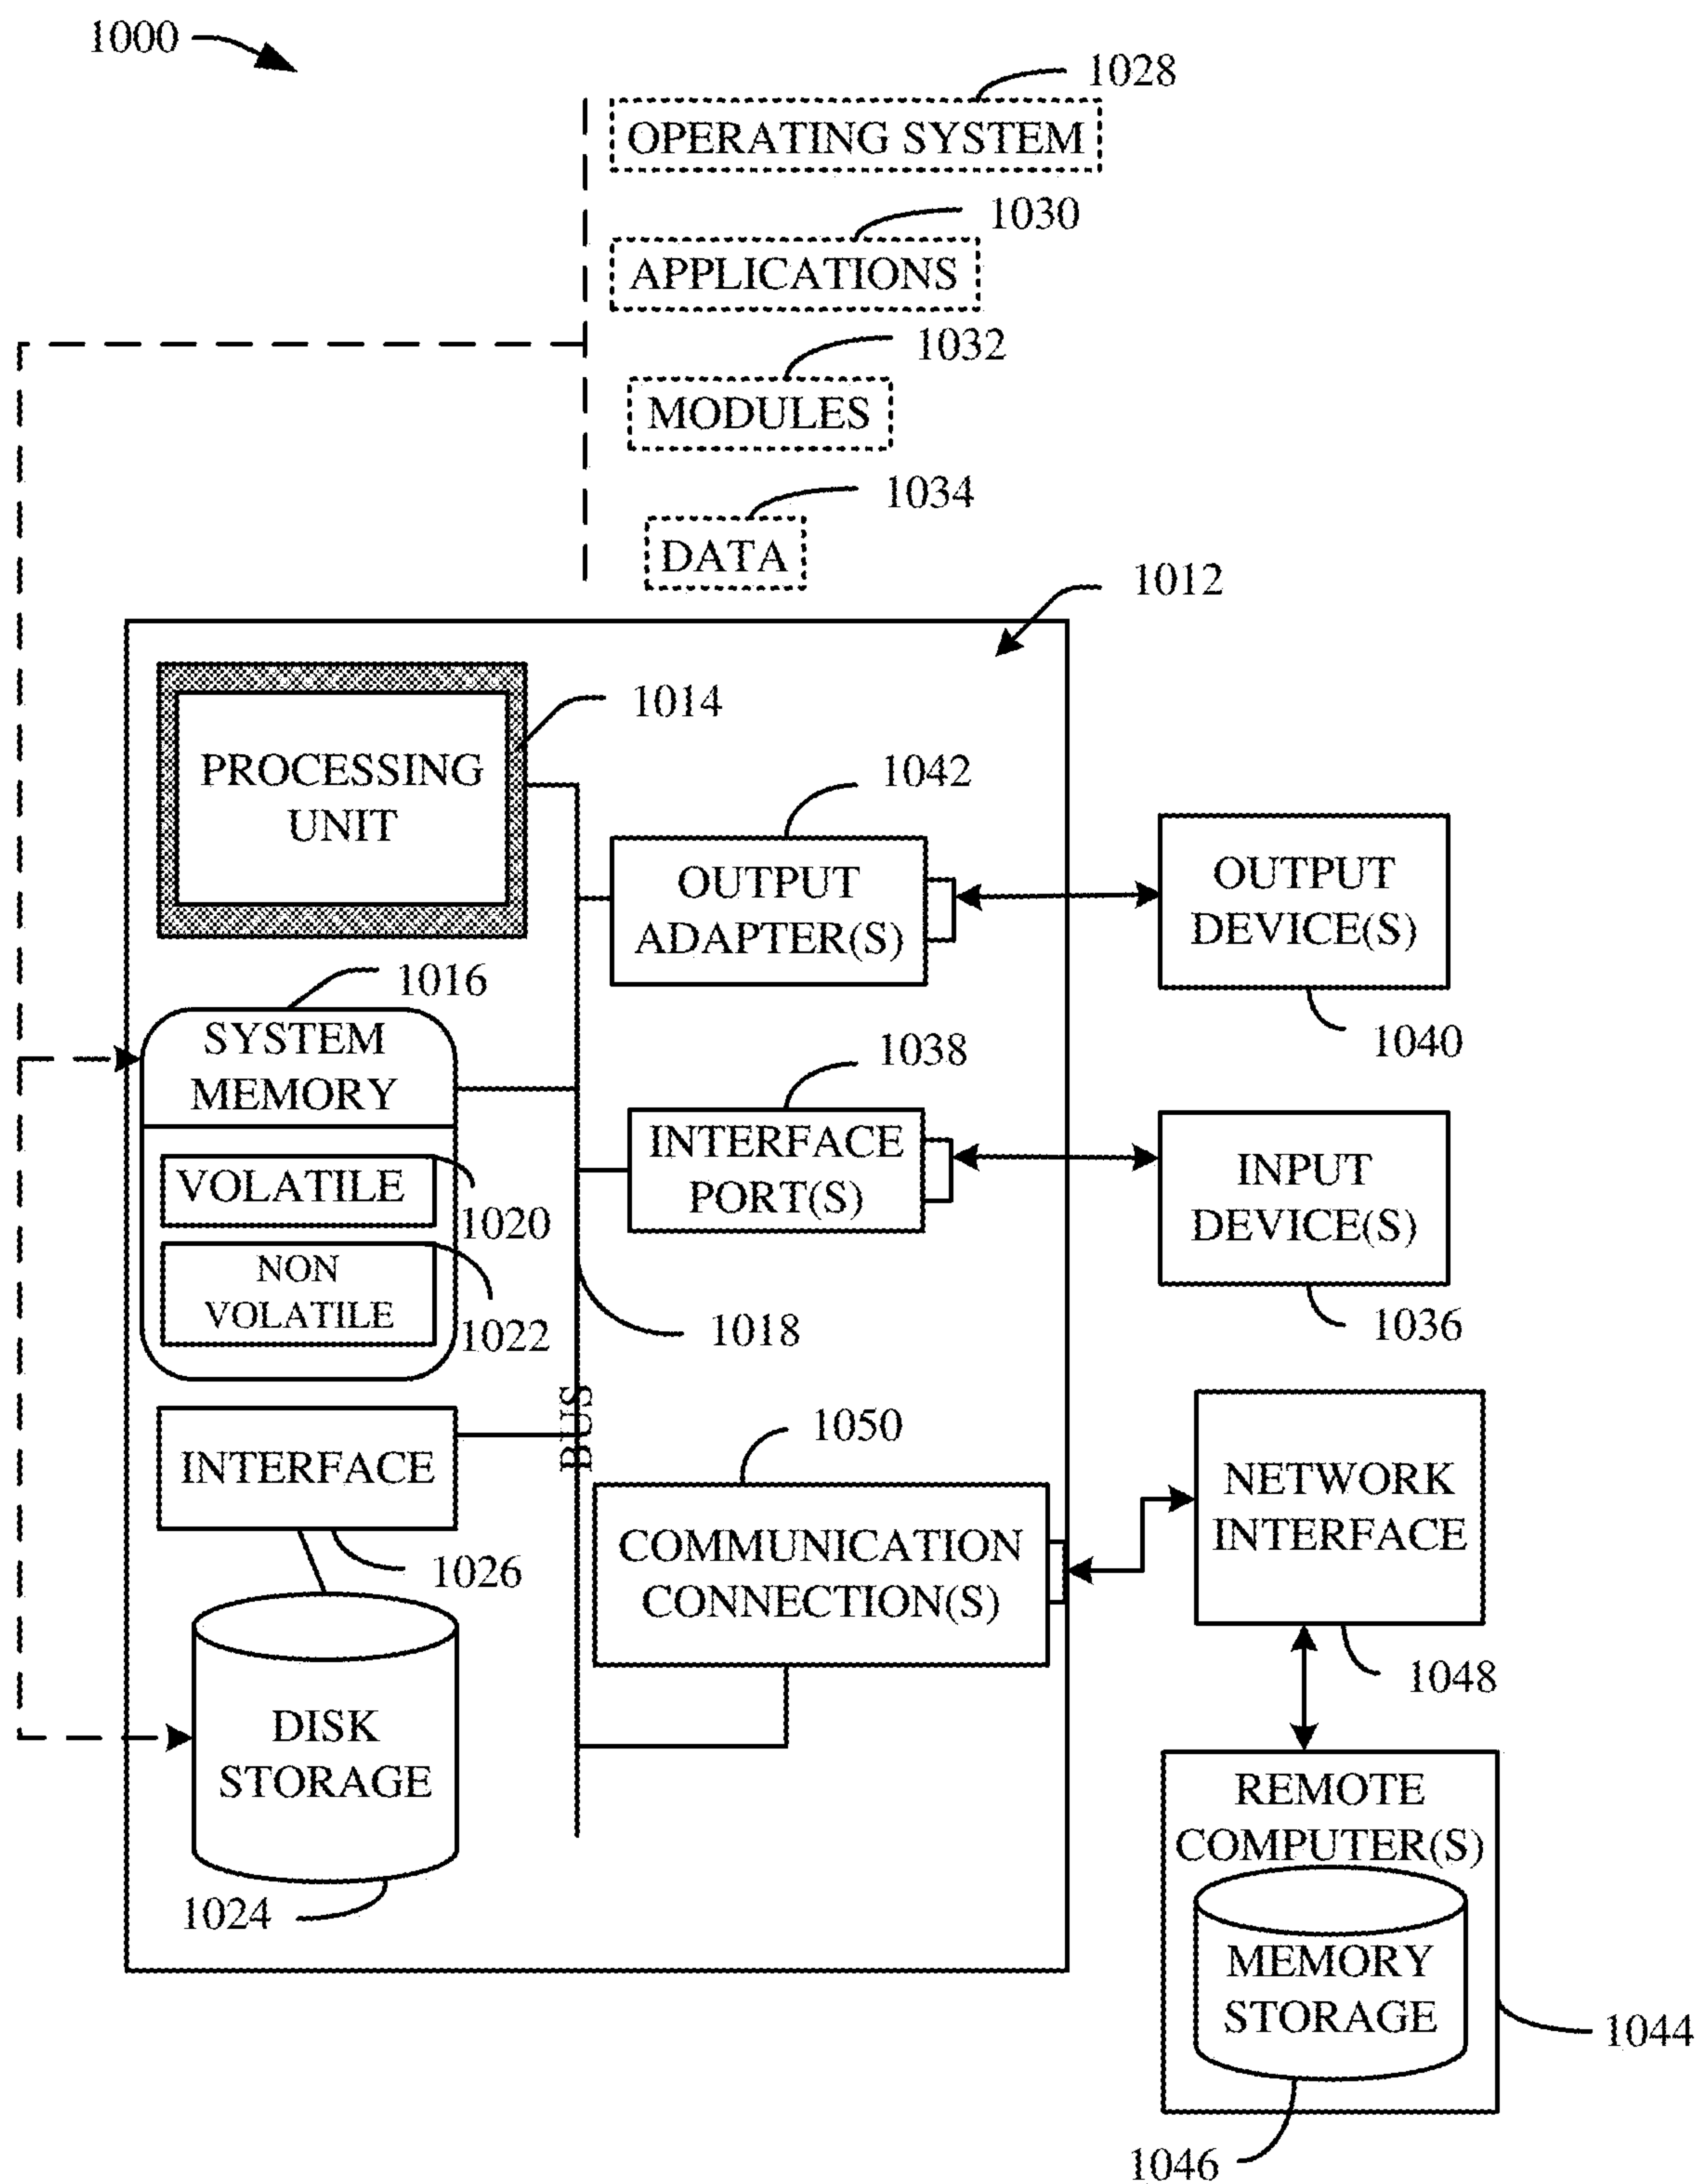 1000
1028
OPERATING SYSTEM
1030
APPLICATIONS
1032
MODULES
1034
DATA
1012
PROCESSING
UNIT
1014
1042
OUTPUT
ADAPTER(S)
OUTPUT
DEVICE(S)
1040
1016
SYSTEM
MEMORY
VOLATILE
1020
NON
VOLATILE
1022
1038
INTERFACE
PORT(S)
INPUT
DEVICE(S)
1036
1018
BUS
INTERFACE
1026
1050
COMMUNICATION
CONNECTION(S)
NETWORK
INTERFACE
1048
DISK
STORAGE
1024
REMOTE
COMPUTER(S)
MEMORY
STORAGE
1044
1046